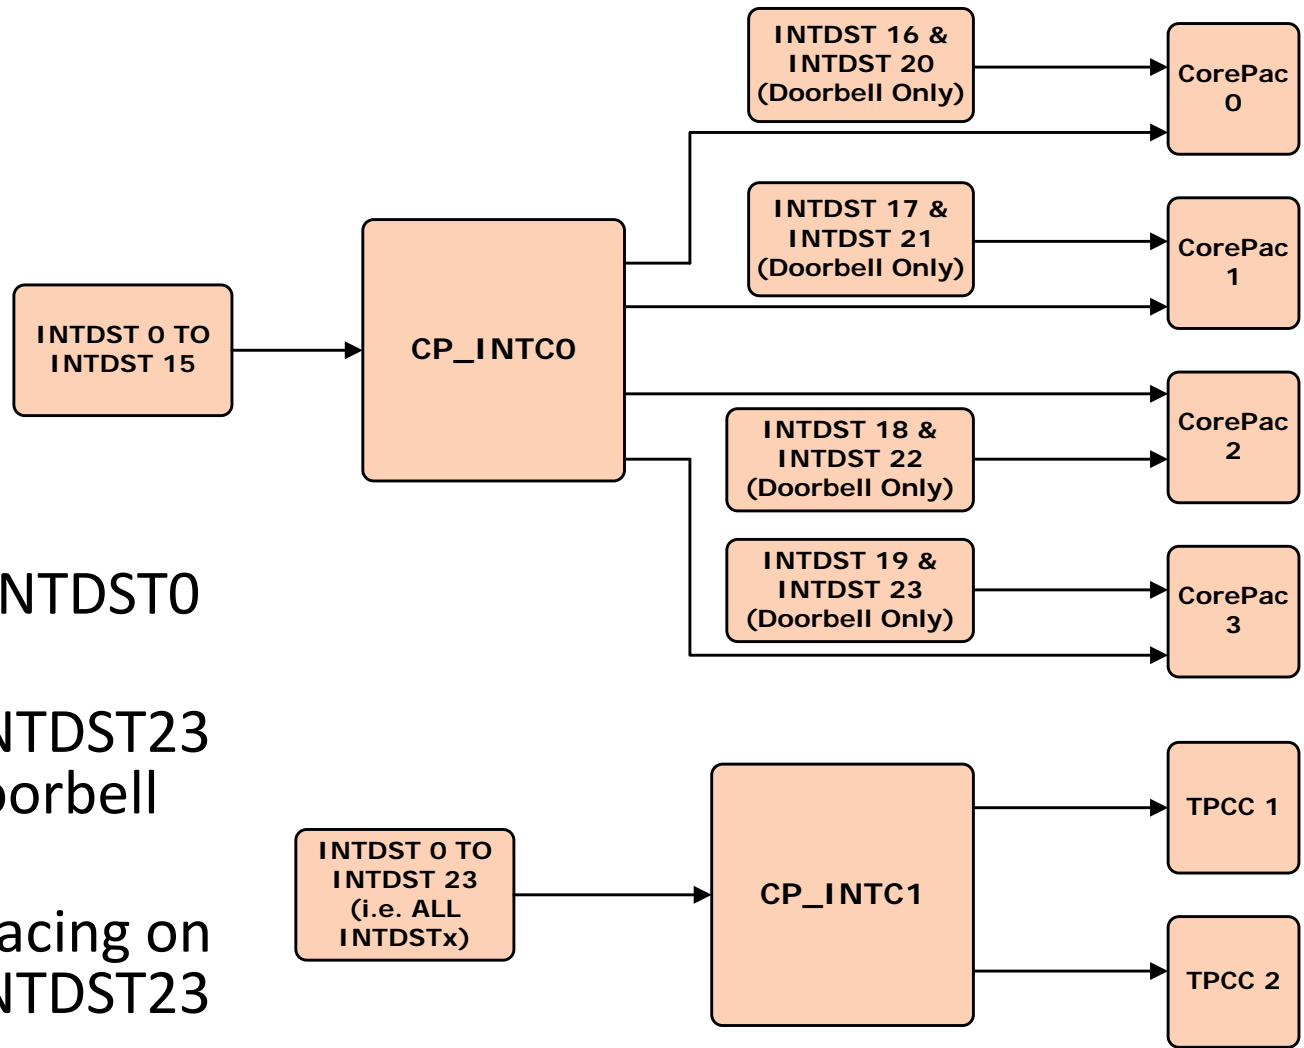 INTDST 16 &
INTDST 20
(Doorbell Only)
CorePac
0
INTDST 17 &
INTDST 21
(Doorbell Only)
CorePac
1
INTDST 0 TO
INTDST 15
CP_INTC0
CorePac
2
INTDST 18 &
INTDST 22
(Doorbell Only)
INTDST 19 &
INTDST 23
(Doorbell Only)
CorePac
3
NTDST0
NTDST23
oorbell
acing on
NTDST23
INTDST 0 TO
INTDST 23
(i.e. ALL
INTDSTx)
CP_INTC1
TPCC 1
TPCC 2